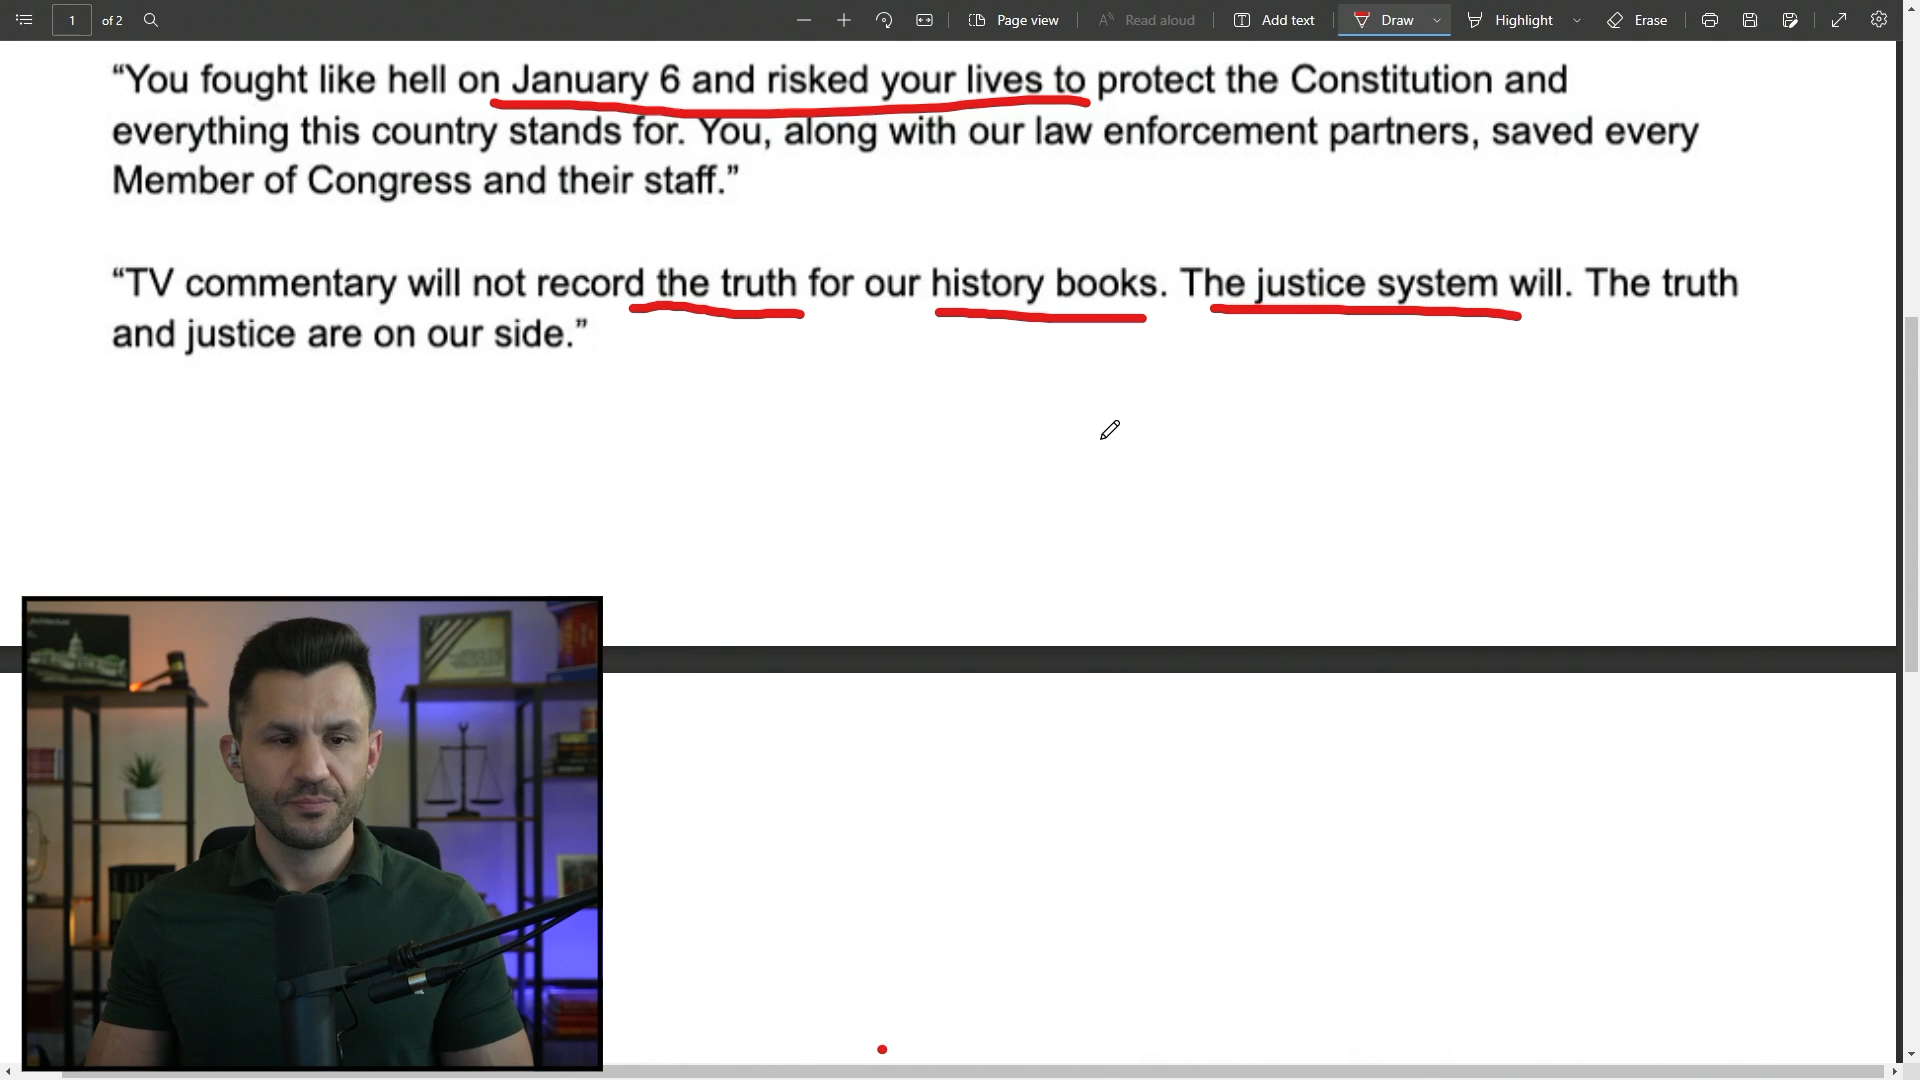 1 of 2 Page view Read aloud Add text Draw Highlight Erase
“You fought like hell on January 6 and risked your lives to protect the Constitution and
everything this country stands for. You, along with our law enforcement partners, saved every
Member of Congress and their staff.”
“TV commentary will not record the truth for our history books. The justice system will. The truth
and justice are on our side.”